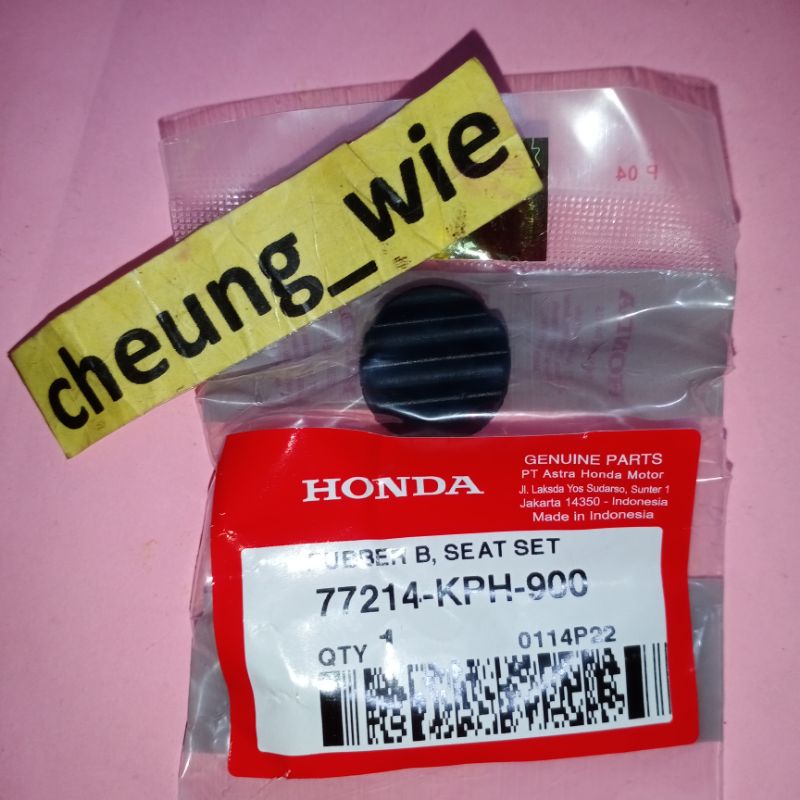 cheung_wie
P 04
HONDA
HONDA
GENUINE PARTS
PT Astra Honda Motor
Jl. Laksda Yos Sudarso, Sunter 1
Jakarta 14350 - Indonesia
Made in Indonesia
RUBBER B, SEAT SET
77214-KPH-900
QTY 1
0114P22